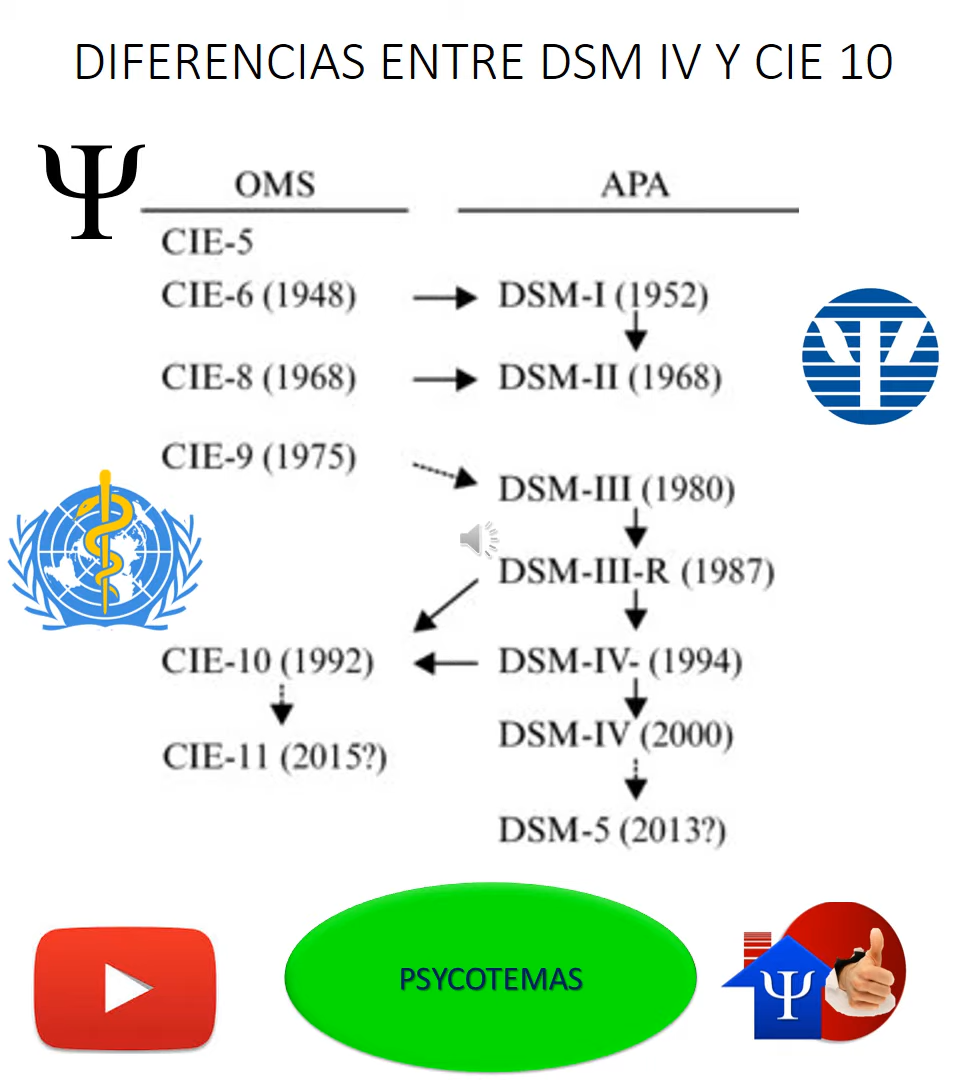 DIFERENCIAS ENTRE DSM IV Y CIE 10
Ψ
OMS APA
CIE-5
CIE-6 (1948) DSM-I (1952)
CIE-8 (1968) DSM-II (1968)
CIE-9 (1975)
DSM-III (1980)
DSM-III-R (1987)
CIE-10 (1992) DSM-IV- (1994)
DSM-IV (2000)
CIE-11 (2015?)
DSM-5 (2013?)
PSYCOTEMAS